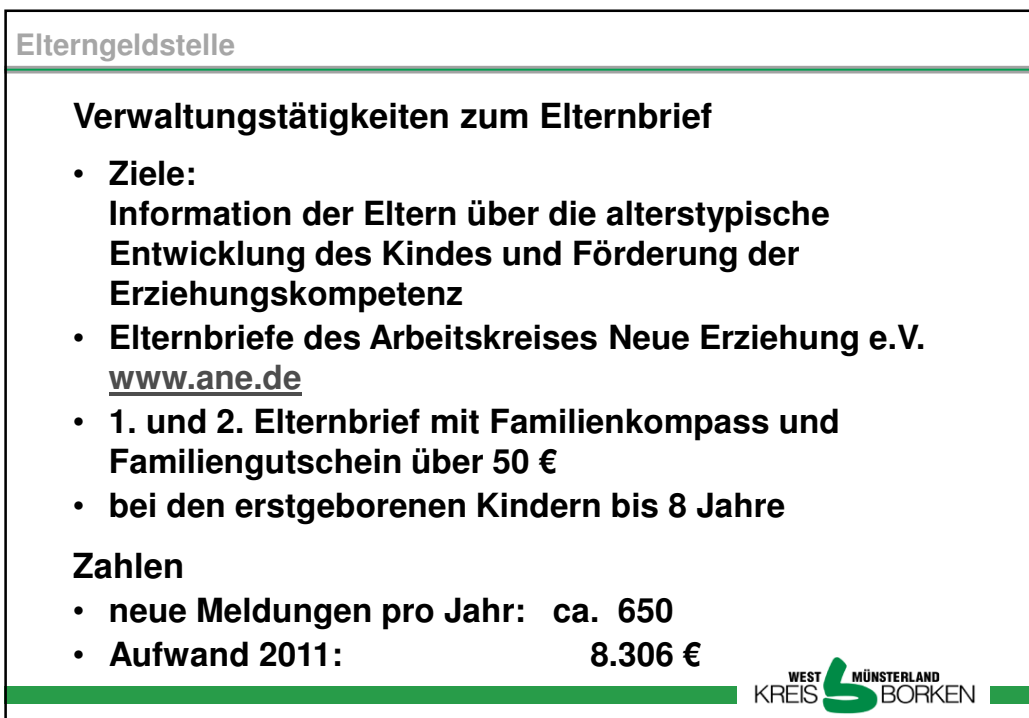 Elterngeldstelle
Verwaltungstätigkeiten zum Elternbrief
• Ziele:
Information der Eltern über die alterstypische
Entwicklung des Kindes und Förderung der
Erziehungskompetenz
• Elternbriefe des Arbeitskreises Neue Erziehung e.V.
www.ane.de
• 1. und 2. Elternbrief mit Familienkompass und
Familiengutschein über 50 €
• bei den erstgeborenen Kindern bis 8 Jahre
Zahlen
• neue Meldungen pro Jahr: ca. 650
• Aufwand 2011: 8.306 €
WEST MÜNSTERLAND
KREIS BORKEN